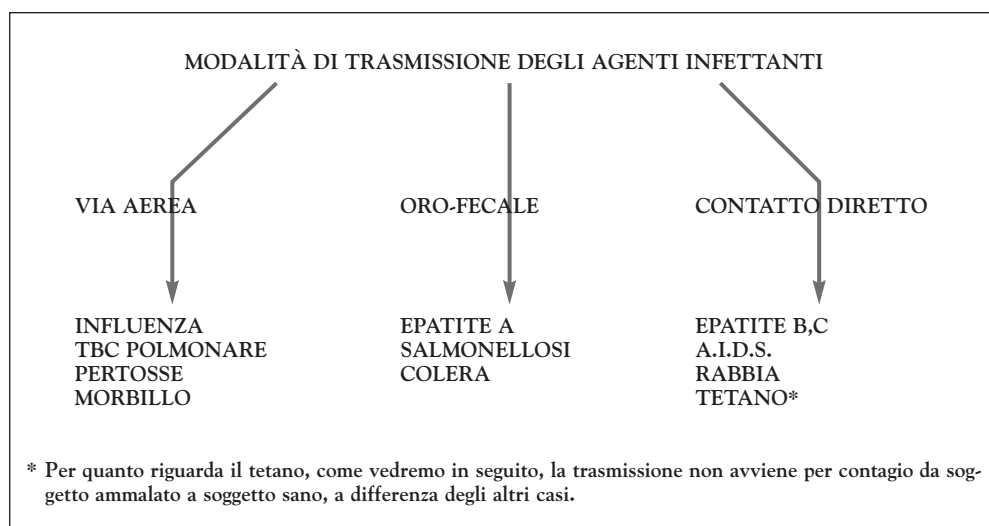 MODALITÀ DI TRASMISSIONE DEGLI AGENTI INFETTANTI
VIA AEREA
ORO-FECALE
CONTATTO DIRETTO
INFLUENZA
TBC POLMONARE
PERTOSSE
MORBILLO
EPATITE A
SALMONELLOSI
COLERA
EPATITE B,C
A.I.D.S.
RABBIA
TETANO*
* Per quanto riguarda il tetano, come vedremo in seguito, la trasmissione non avviene per contagio da sog-
getto ammalato a soggetto sano, a differenza degli altri casi.